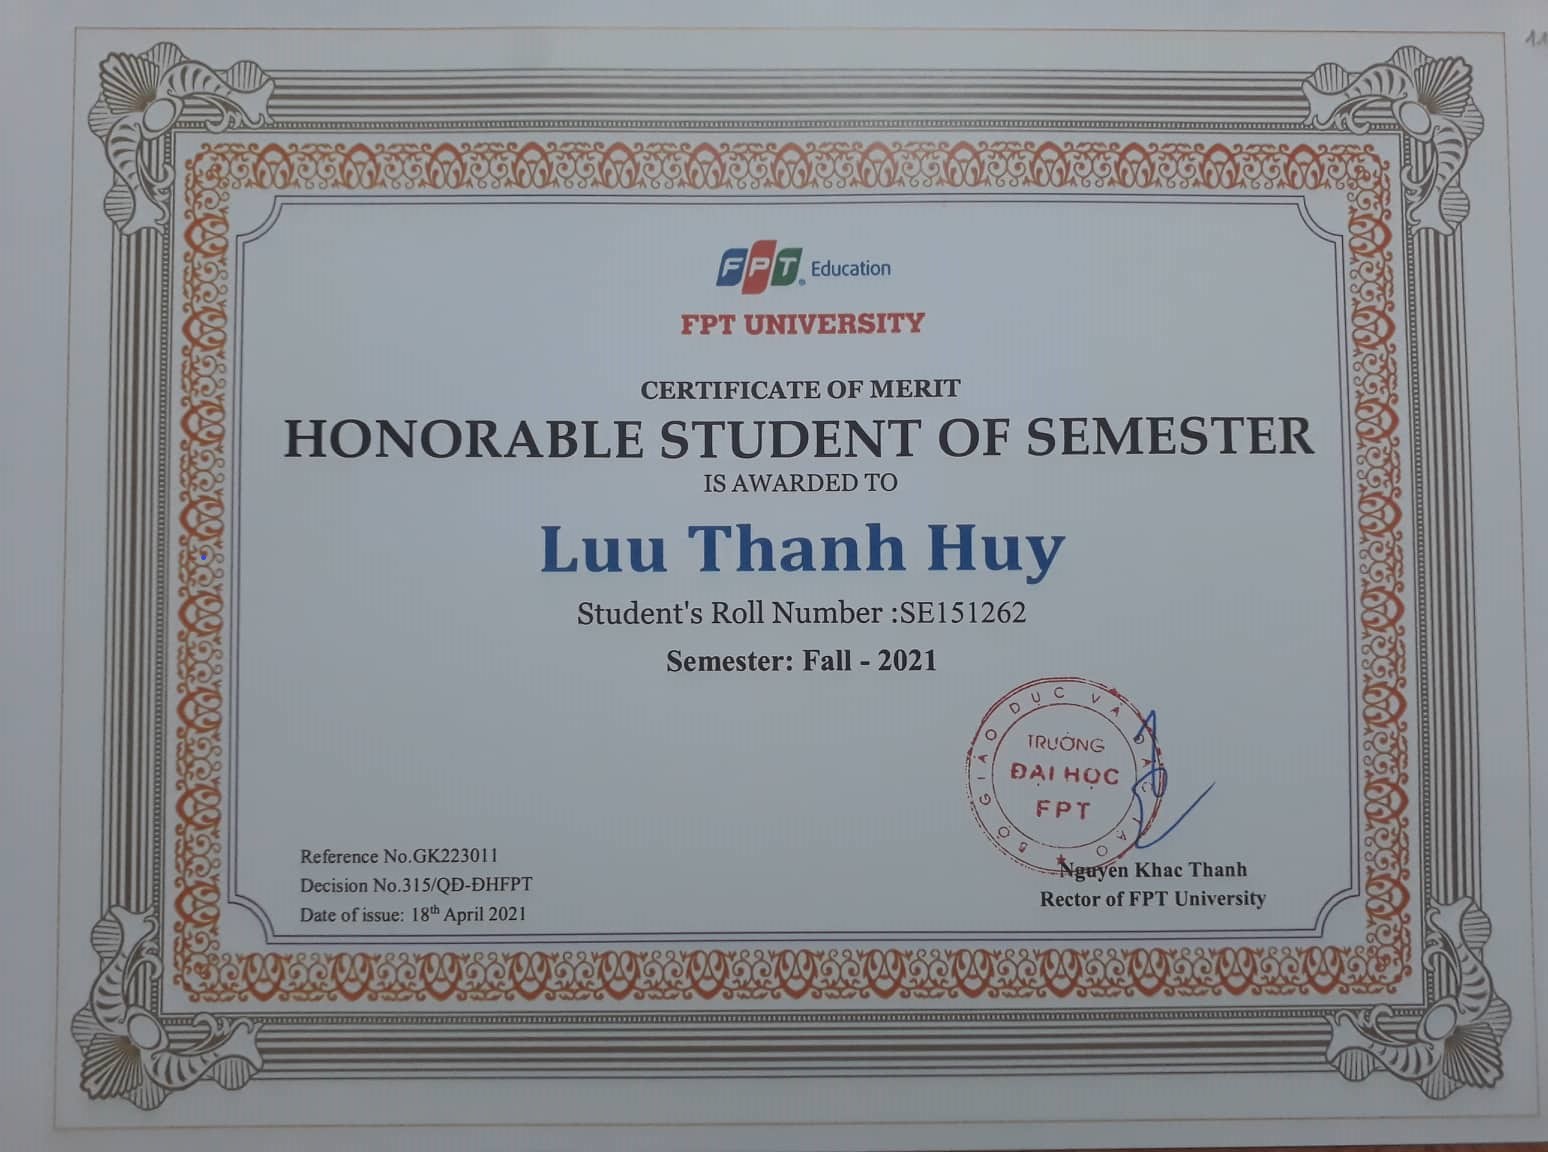 11
FPT Education
FPT UNIVERSITY
CERTIFICATE OF MERIT
HONORABLE STUDENT OF SEMESTER
IS AWARDED TO
Luu Thanh Huy
Student's Roll Number :SE151262
Semester: Fall - 2021
BỘ GIÁO DỤC VÀ ĐÀO TẠO
TRƯỜNG
ĐẠI HỌC
FPT
Reference No.GK223011
Decision No.315/QĐ-ĐHFPT
Date of issue: 18th April 2021
Nguyen Khac Thanh
Rector of FPT University